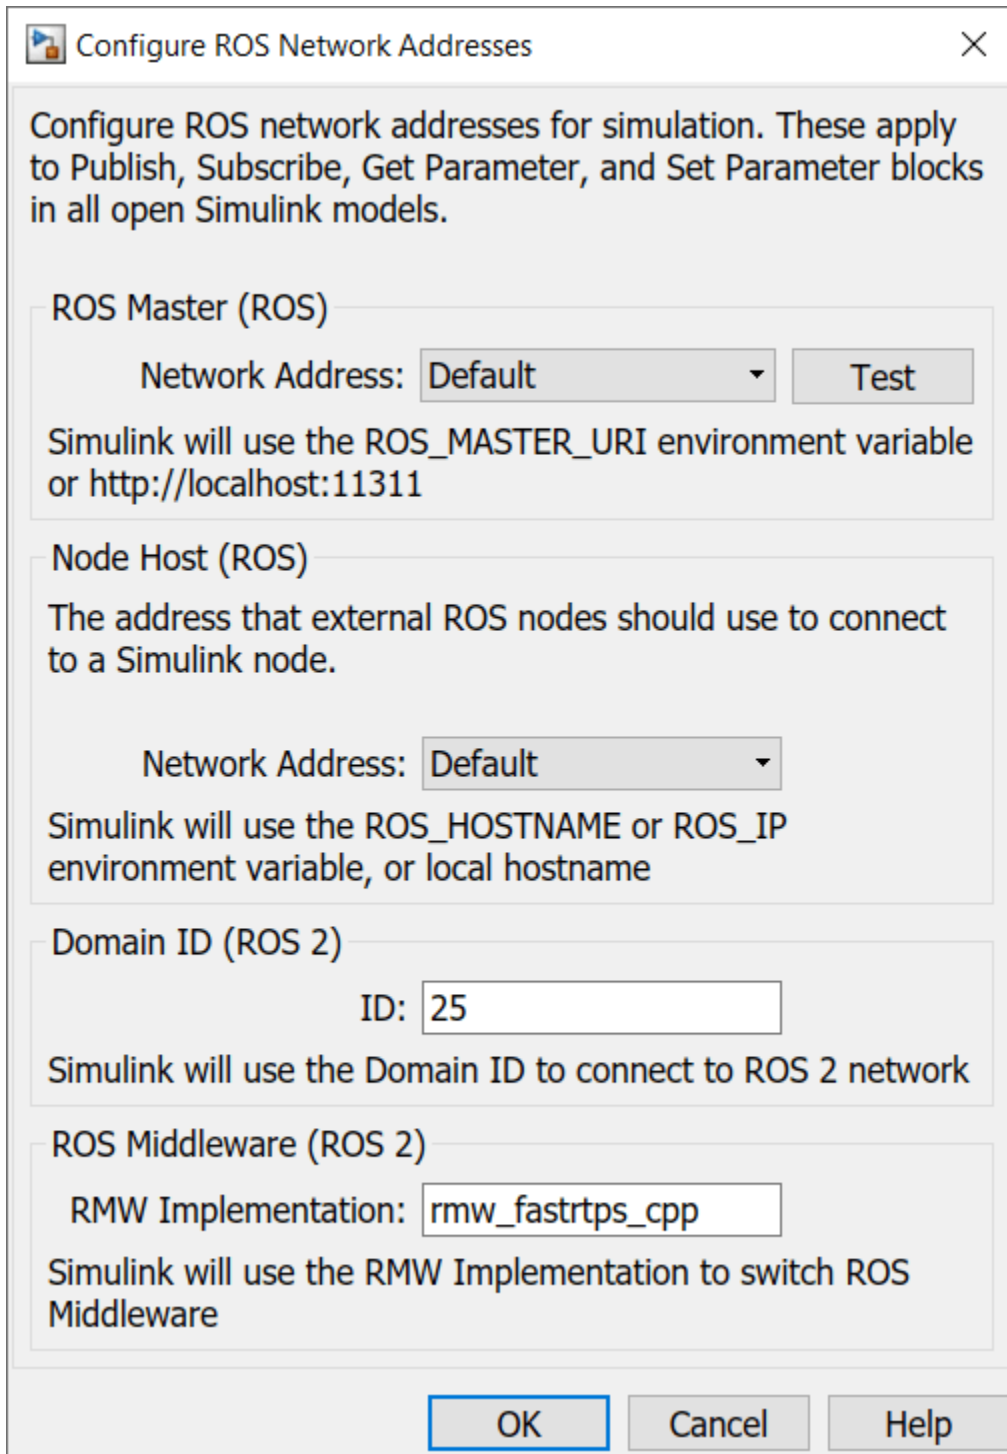 Configure ROS Network Addresses
Configure ROS network addresses for simulation. These apply
to Publish, Subscribe, Get Parameter, and Set Parameter blocks
in all open Simulink models.
ROS Master (ROS)
Network Address: Default Test
Simulink will use the ROS_MASTER_URI environment variable
or http://localhost:11311
Node Host (ROS)
The address that external ROS nodes should use to connect
to a Simulink node.
Network Address: Default
Simulink will use the ROS_HOSTNAME or ROS_IP
environment variable, or local hostname
Domain ID (ROS 2)
ID: 25
Simulink will use the Domain ID to connect to ROS 2 network
ROS Middleware (ROS 2)
RMW Implementation: rmw_fastrtps_cpp
Simulink will use the RMW Implementation to switch ROS
Middleware
OK Cancel Help